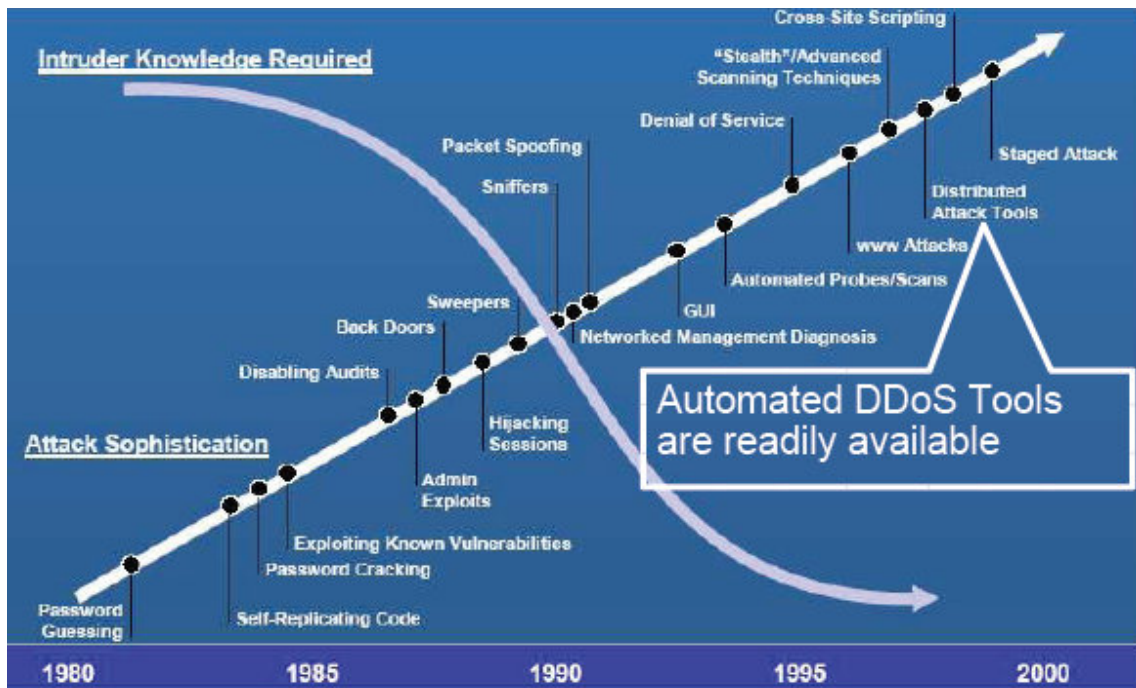 Cross-Site Scripting
Intruder Knowledge Required
“Stealth”/Advanced
Scanning Techniques
Denial of Service
Packet Spoofing
Staged Attack
Sniffers
Distributed
Attack Tools
www Attacks
Automated Probes/Scans
Sweepers
GUI
Back Doors
Networked Management Diagnosis
Disabling Audits
Automated DDoS Tools
are readily available
Hijacking
Sessions
Attack Sophistication
Admin
Exploits
Exploiting Known Vulnerabilities
Password Cracking
Password
Guessing
Self-Replicating Code
1980 1985 1990 1995 2000